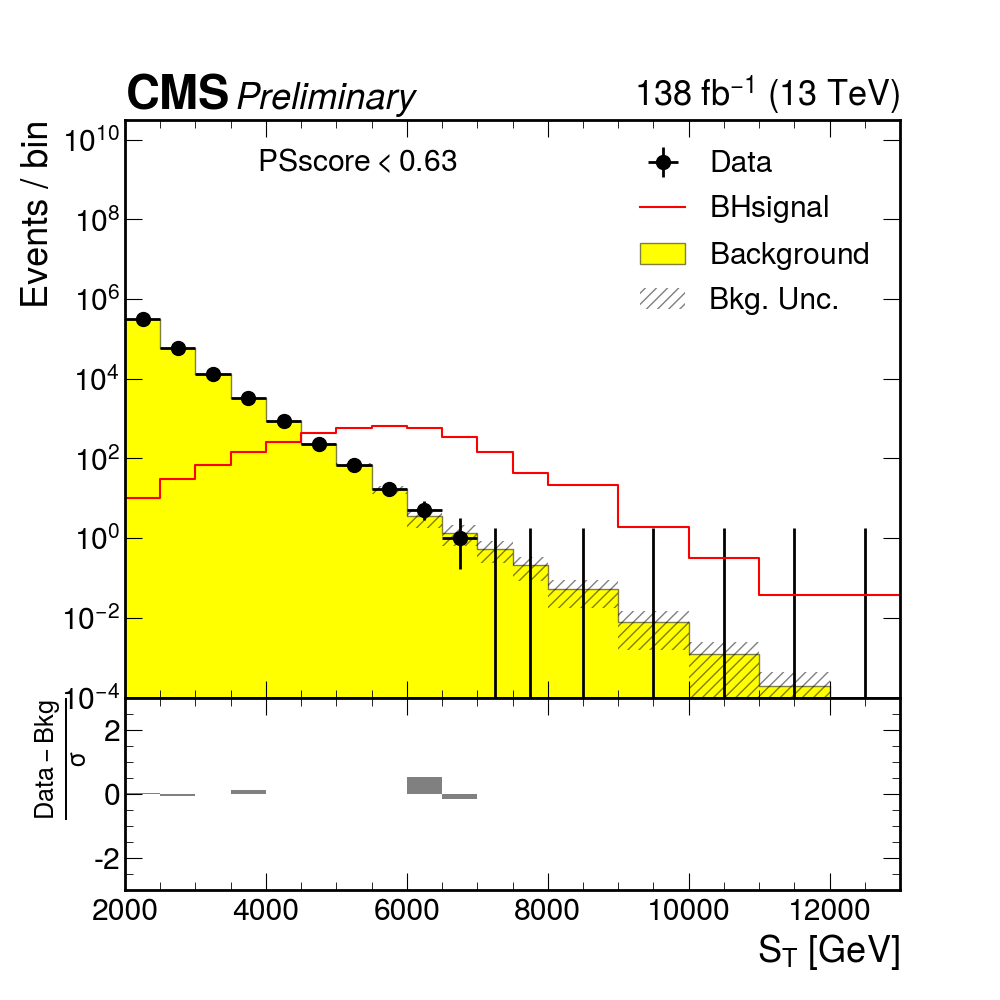 CMS Preliminary
138 fb⁻¹ (13 TeV)
Events / bin
10¹⁰
10⁸
10⁶
10⁴
10²
10⁰
10⁻²
10⁻⁴
PSscore < 0.63
Data
BHsignal
Background
Bkg. Unc.
Data – Bkg
σ
2
0
-2
2000 4000 6000 8000 10000 12000
S_T [GeV]